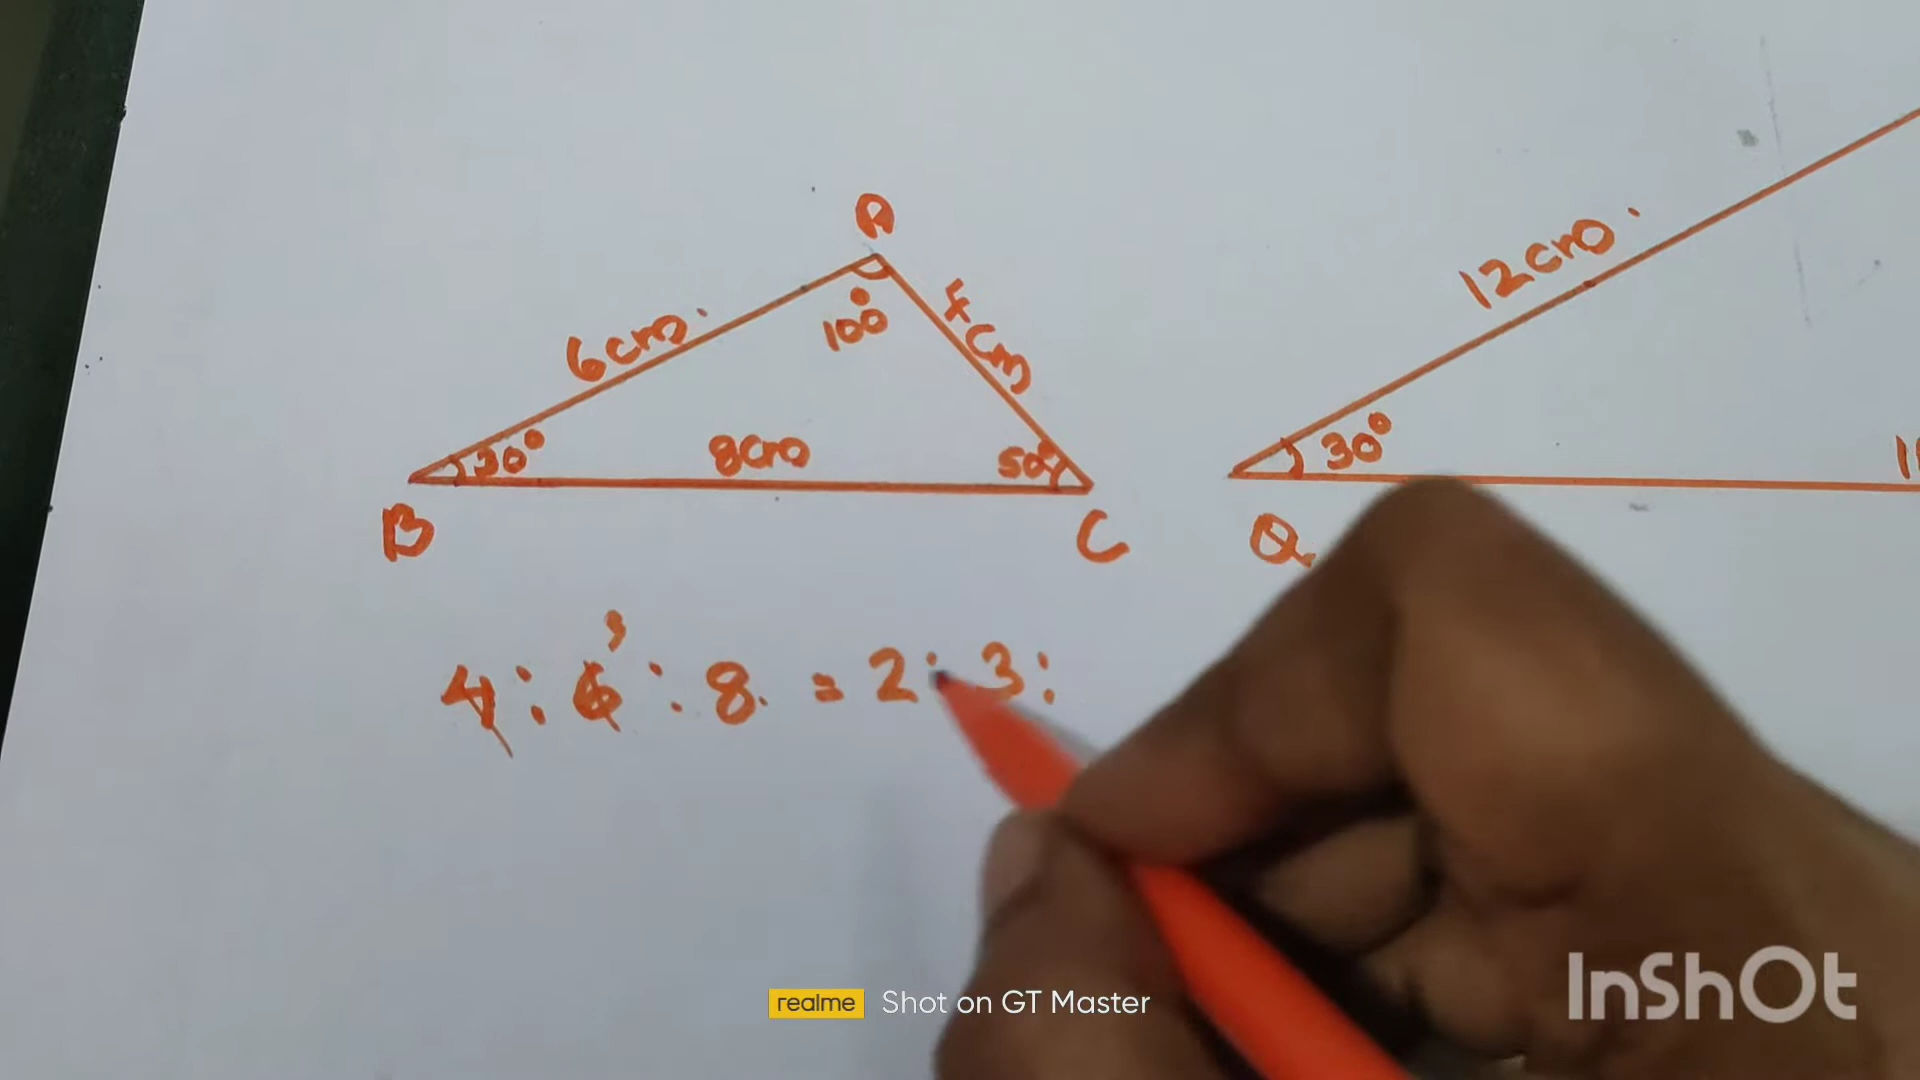 A
6cm.
100°
4cm
12cm.
30°
8cm
50°
30°
B
C
Q
3
4 : 6 : 8. = 2 : 3 :
realme Shot on GT Master
InShOt